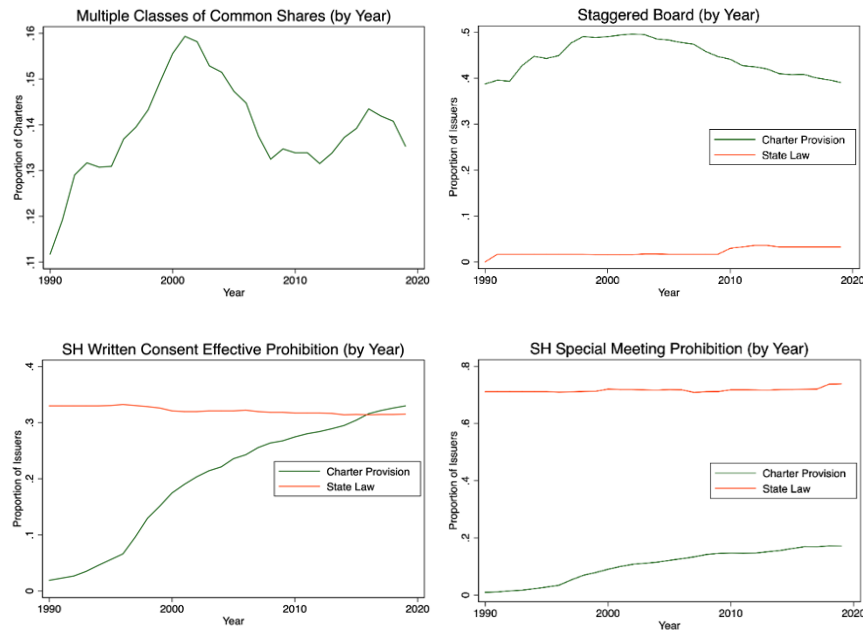 Multiple Classes of Common Shares (by Year)
Proportion of Charters
.11 .12 .13 .14 .15 .16
1990 2000 2010 2020
Year
Staggered Board (by Year)
Proportion of Issuers
0 .1 .2 .3 .4 .5
Charter Provision
State Law
1990 2000 2010 2020
Year
SH Written Consent Effective Prohibition (by Year)
Proportion of Issuers
0 .1 .2 .3 .4
Charter Provision
State Law
1990 2000 2010 2020
Year
SH Special Meeting Prohibition (by Year)
Proportion of Issuers
0 .2 .4 .6 .8
Charter Provision
State Law
1990 2000 2010 2020
Year